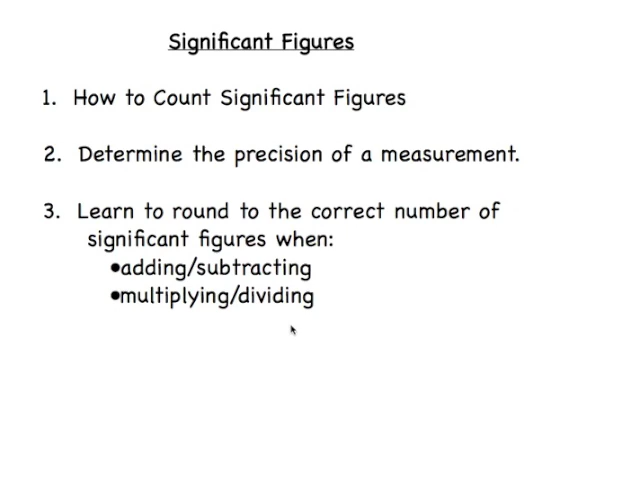 Significant Figures
1. How to Count Significant Figures
2. Determine the precision of a measurement.
3. Learn to round to the correct number of
significant figures when:
•adding/subtracting
•multiplying/dividing